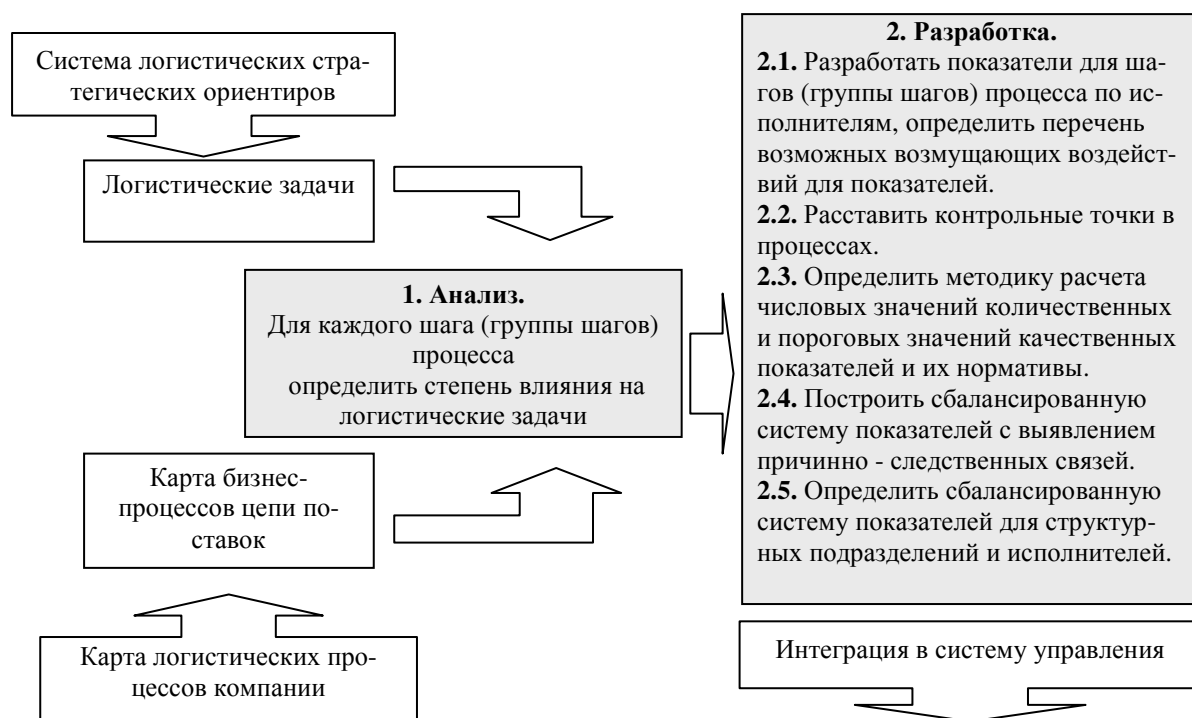 Система логистических стра-
тегических ориентиров
Логистические задачи
1. Анализ.
Для каждого шага (группы шагов)
процесса
определить степень влияния на
логистические задачи
Карта бизнес-
процессов цепи по-
ставок
Карта логистических про-
цессов компании
2. Разработка.
2.1. Разработать показатели для ша-
гов (группы шагов) процесса по ис-
полнителям, определить перечень
возможных возмущающих воздейст-
вий для показателей.
2.2. Расставить контрольные точки в
процессах.
2.3. Определить методику расчета
числовых значений количественных
и пороговых значений качественных
показателей и их нормативы.
2.4. Построить сбалансированную
систему показателей с выявлением
причинно - следственных связей.
2.5. Определить сбалансированную
систему показателей для структур-
ных подразделений и исполнителей.
Интеграция в систему управления